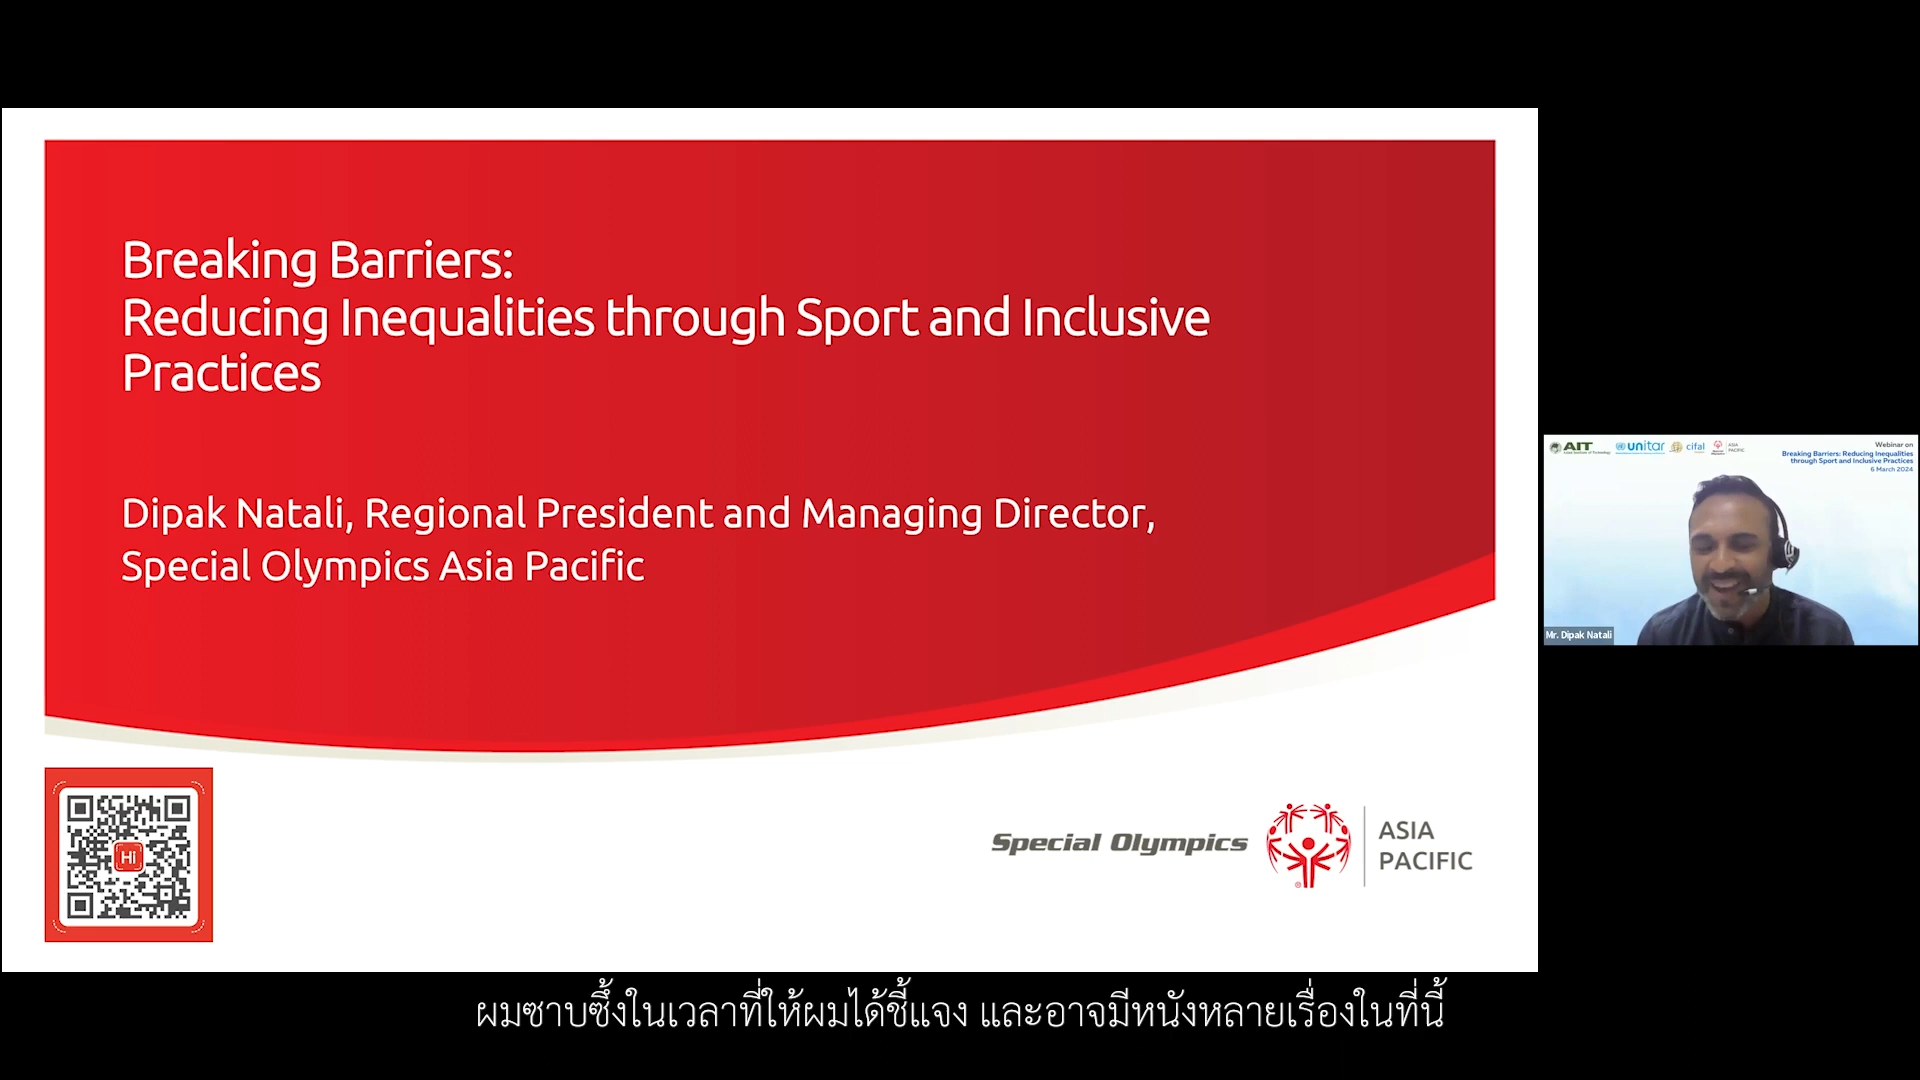 Breaking Barriers:
Reducing Inequalities through Sport and Inclusive
Practices
Dipak Natali, Regional President and Managing Director,
Special Olympics Asia Pacific
Hi
Special Olympics
ASIA
PACIFIC
AIT
unitar
cifal
ASIA
PACIFIC
Webinar on
Breaking Barriers: Reducing Inequalities
through Sport and Inclusive Practices
6 March 2024
Mr. Dipak Natali
ผมซาบซึ้งในเวลาที่ให้ผมได้ชี้แจง และอาจมีหนังหลายเรื่องในที่นี้